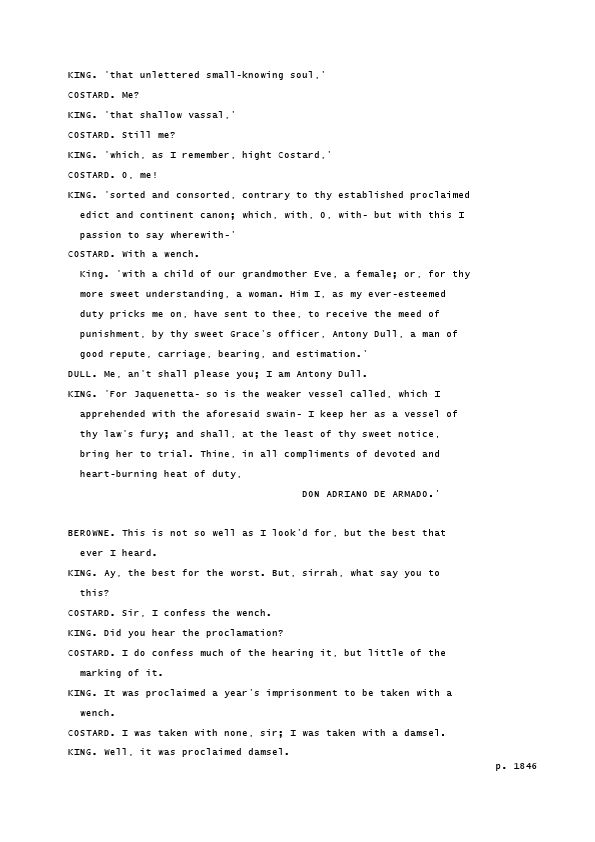 KING. 'that unlettered small-knowing soul,'
COSTARD. Me?
KING. 'that shallow vassal,'
COSTARD. Still me?
KING. 'which, as I remember, hight Costard,'
COSTARD. O, me!
KING. 'sorted and consorted, contrary to thy established proclaimed
edict and continent canon; which, with, O, with- but with this I
passion to say wherewith-'
COSTARD. With a wench.
King. 'with a child of our grandmother Eve, a female; or, for thy
more sweet understanding, a woman. Him I, as my ever-esteemed
duty pricks me on, have sent to thee, to receive the meed of
punishment, by thy sweet Grace's officer, Antony Dull, a man of
good repute, carriage, bearing, and estimation.'
DULL. Me, an't shall please you; I am Antony Dull.
KING. 'For Jaquenetta- so is the weaker vessel called, which I
apprehended with the aforesaid swain- I keep her as a vessel of
thy law's fury; and shall, at the least of thy sweet notice,
bring her to trial. Thine, in all compliments of devoted and
heart-burning heat of duty,
DON ADRIANO DE ARMADO.'
BEROWNE. This is not so well as I look'd for, but the best that
ever I heard.
KING. Ay, the best for the worst. But, sirrah, what say you to
this?
COSTARD. Sir, I confess the wench.
KING. Did you hear the proclamation?
COSTARD. I do confess much of the hearing it, but little of the
marking of it.
KING. It was proclaimed a year's imprisonment to be taken with a
wench.
COSTARD. I was taken with none, sir; I was taken with a damsel.
KING. Well, it was proclaimed damsel.
p. 1846